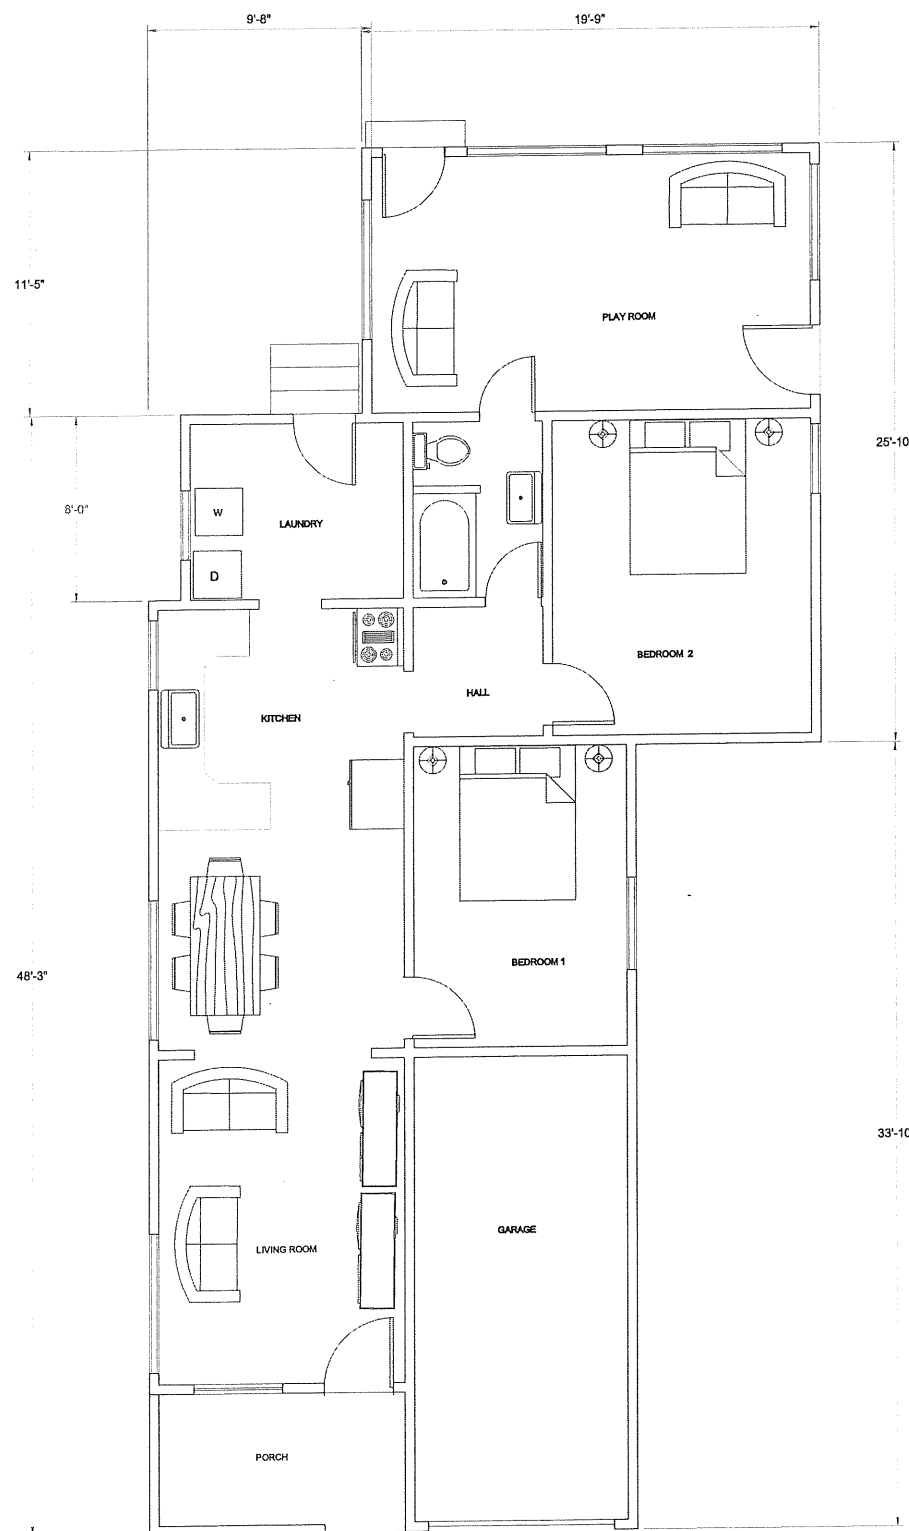 9'-8"
19'-9"
11'-5"
PLAY ROOM
25'-10
8'-0"
W
LAUNDRY
D
BEDROOM 2
HALL
KITCHEN
BEDROOM 1
48'-3"
33'-10
GARAGE
LIVING ROOM
PORCH